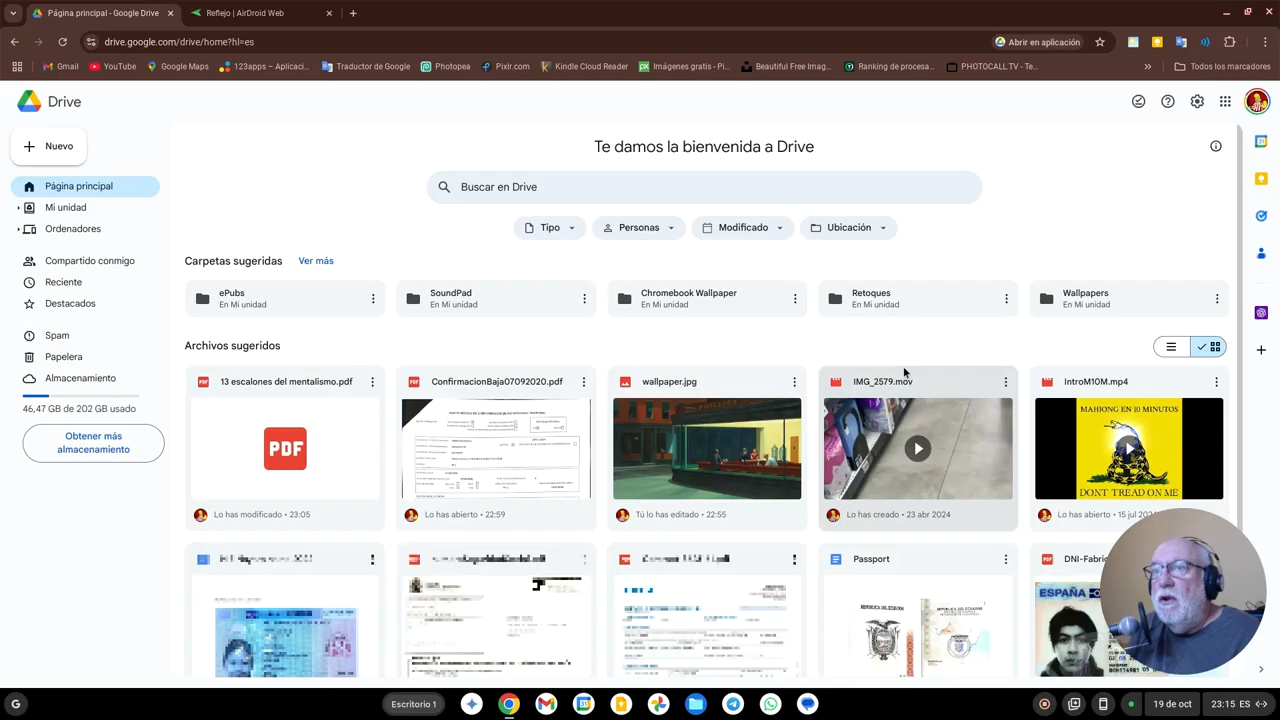 Página principal - Google Drive
Reflejo | AirDroid Web
drive.google.com/drive/home?hl=es
Abrir en aplicación
Gmail
YouTube
Google Maps
123apps – Aplicaci...
Traductor de Google
Photopea
Pixlr.com
Kindle Cloud Reader
Imágenes gratis - Pi...
Beautiful Free Imag...
Ranking de procesa...
PHOTOCALL.TV - Te...
Todos los marcadores
Drive
Nuevo
Te damos la bienvenida a Drive
Página principal
Buscar en Drive
Mi unidad
Ordenadores
Tipo
Personas
Modificado
Ubicación
Compartido conmigo
Carpetas sugeridas
Ver más
Reciente
Destacados
ePubs
En Mi unidad
SoundPad
En Mi unidad
Chromebook Wallpaper
En Mi unidad
Retoques
En Mi unidad
Wallpapers
En Mi unidad
Spam
Papelera
Almacenamiento
46,47 GB de 202 GB usado
Obtener más
almacenamiento
Archivos sugeridos
13 escalones del mentalismo.pdf
ConfirmacionBaja07092020.pdf
wallpaper.jpg
IMG_2579.mov
IntroM10M.mp4
PDF
MAHJONG EN 10 MINUTOS
DONT TREAD ON ME
Lo has modificado • 23:05
Lo has abierto • 22:59
Tú lo has editado • 22:55
Lo has creado • 23 abr 2024
Lo has abierto • 15 jul
Passport
DNI-Fabri
REPUBLICA DEL ECUADOR
REPUBLICA DEL ECUADOR
ESPAÑA
Escritorio 1
19 de oct
23:15 ES